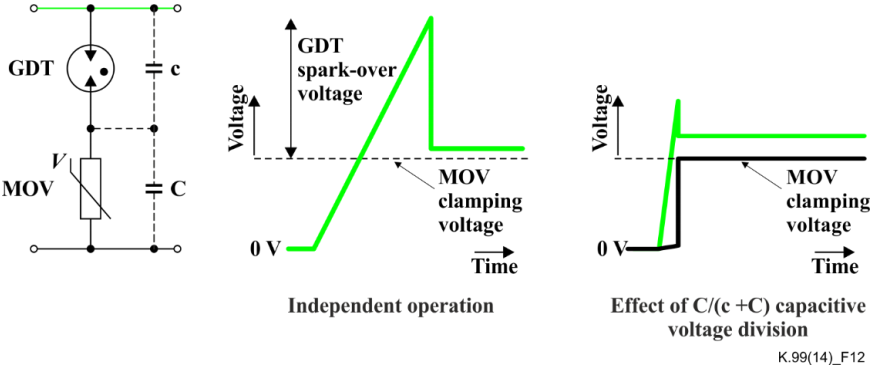 GDT
c
V
MOV
C
Voltage
GDT
spark-over
voltage
MOV
clamping
voltage
0 V
Time
Independent operation
Voltage
MOV
clamping
voltage
0 V
Time
Effect of C/(c +C) capacitive
voltage division
K.99(14)_F12